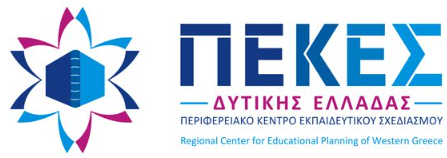 ΠΕΚΕΣ
ΔΥΤΙΚΗΣ ΕΛΛΑΔΑΣ
ΠΕΡΙΦΕΡΕΙΑΚΟ ΚΕΝΤΡΟ ΕΚΠΑΙΔΕΥΤΙΚΟΥ ΣΧΕΔΙΑΣΜΟΥ
Regional Center for Educational Planning of Western Greece